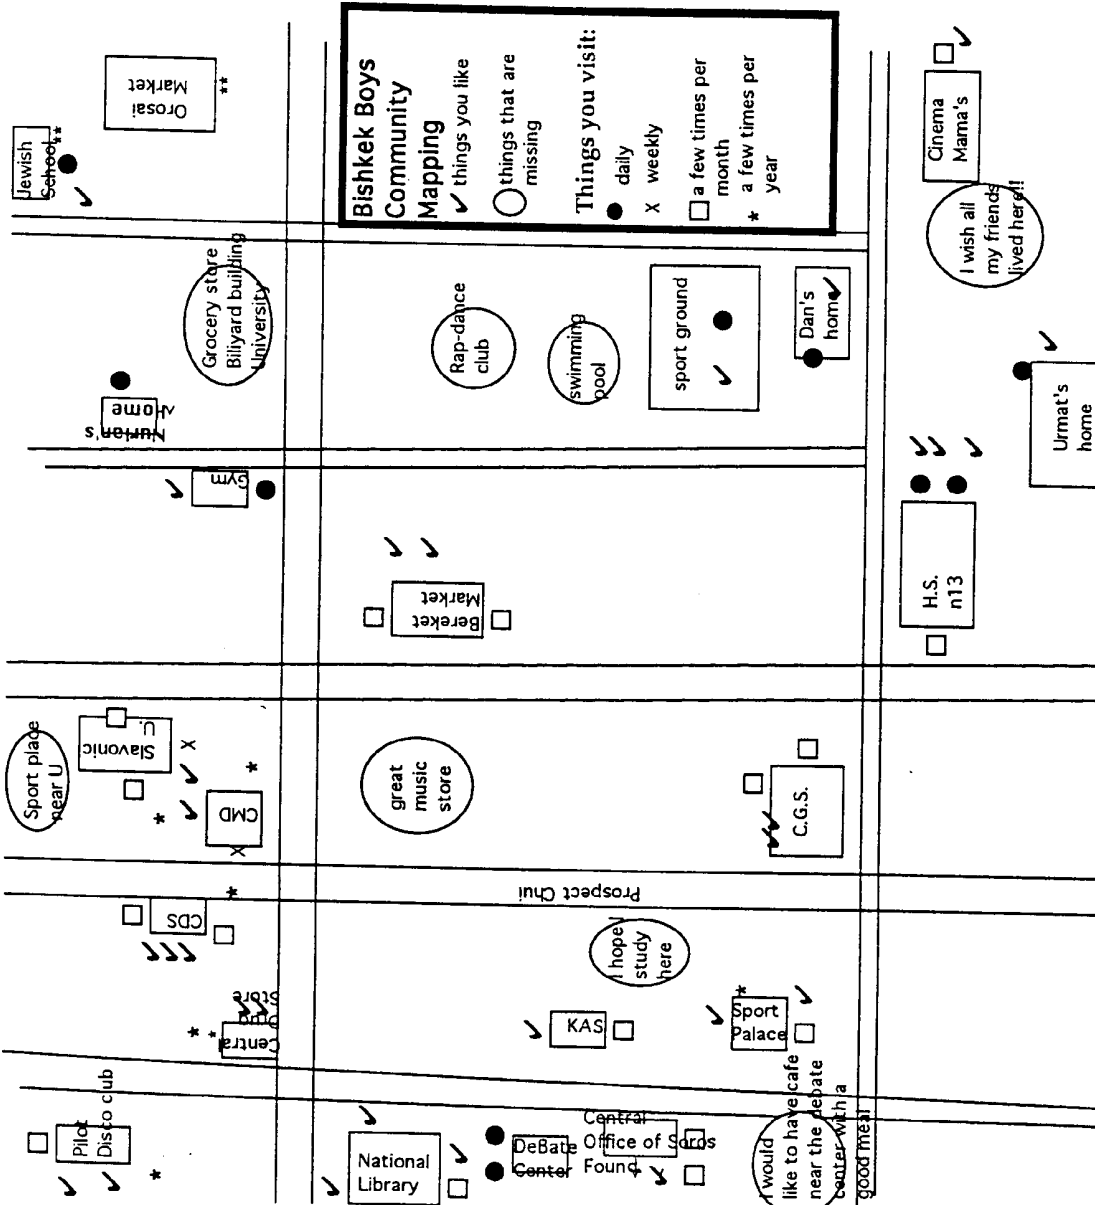 Bishkek Boys
Community
Mapping
✓ things you like
things that are
missing
Things you visit:
● daily
X weekly
□ a few times per
month
* a few times per
year
Jewish
School
**
Orosai
Market
**
Cinema
Mama's
I wish all
my friends
lived here!!
Grocery store
Biliyard building
University
Rap-dance
club
swimming
pool
sport ground
Dan's
home
Nurlan's
home
Urmat's
home
Gym
Bereket
Market
H.S.
n13
Sport place
near U
Slavonic
U.
X
*
*
CMD
X
great
music
store
C.G.S.
Prospect Chui
*
CDS
I hope I
study
here
Central
Drug
Store
*
*
KAS
*
Sport
Palace
Pilot
Disco club
*
National
Library
DeBate
Center
Central
Office of Soros
Found
I would
like to have cafe
near the debate
center with a
good meal